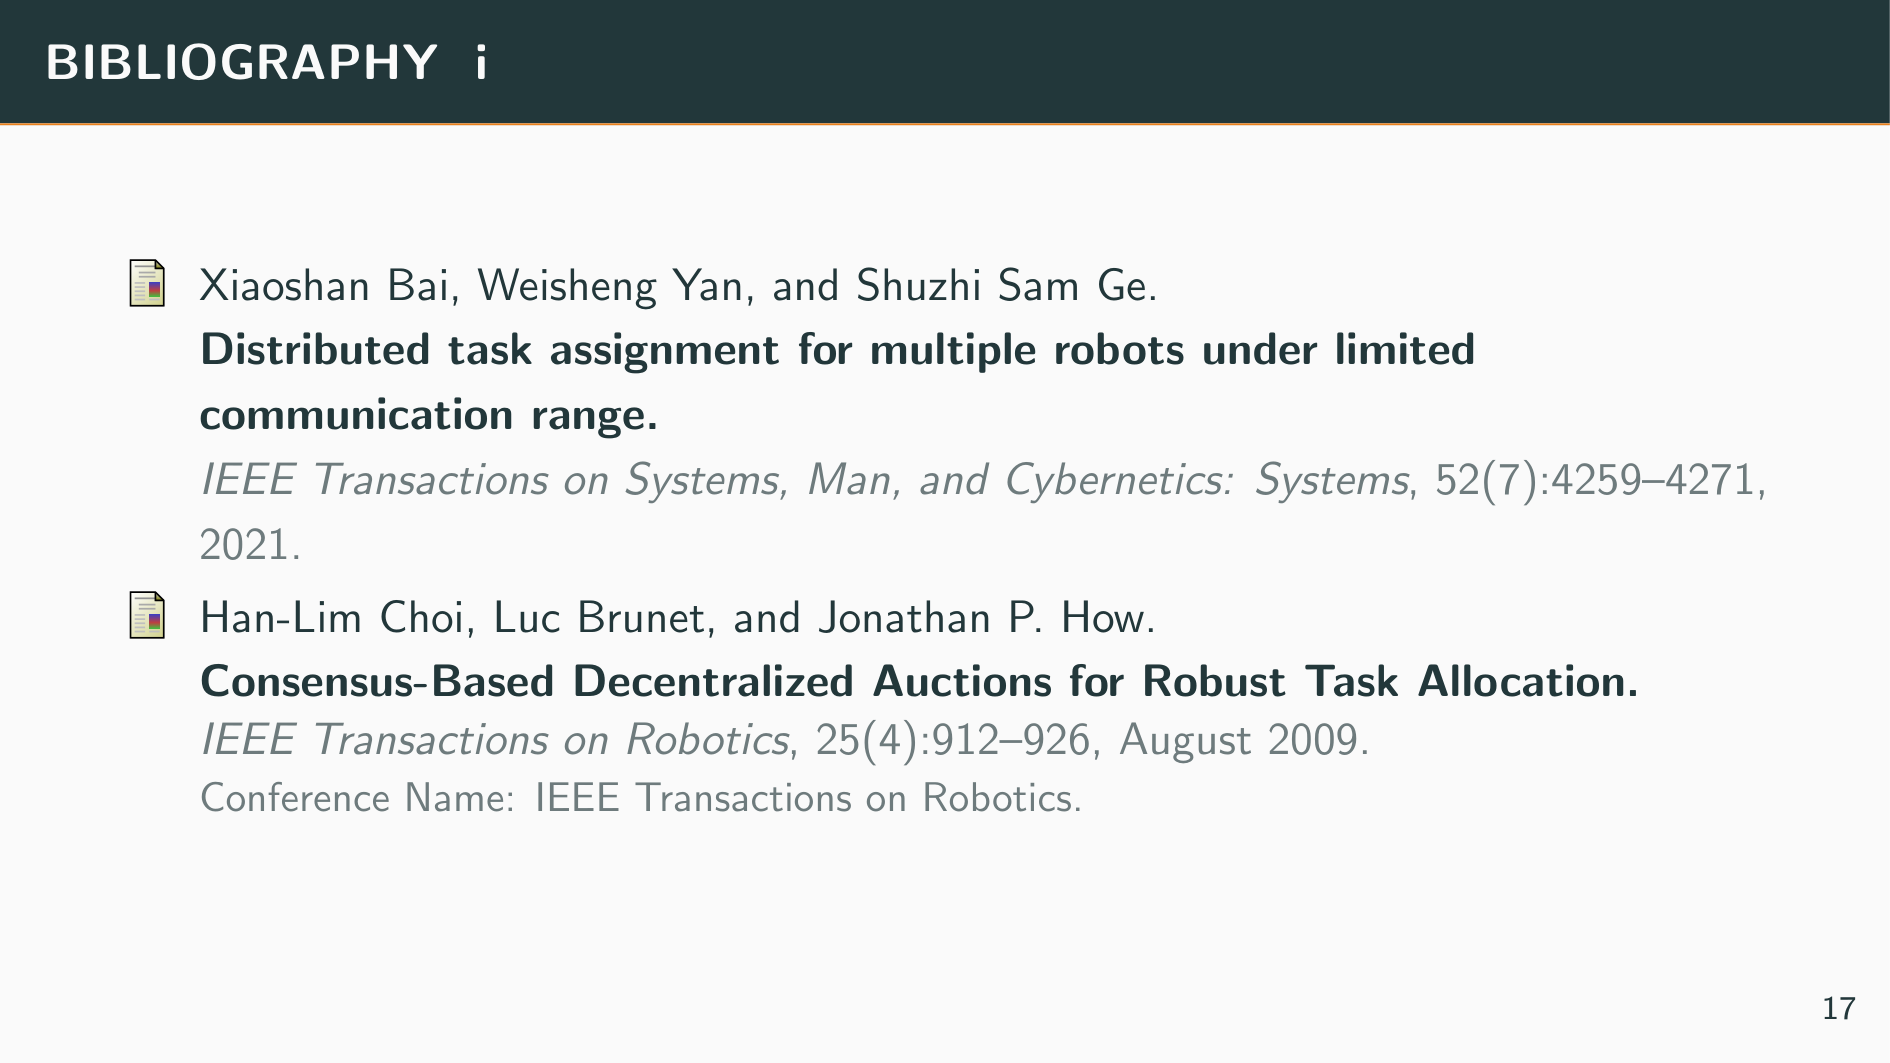 BIBLIOGRAPHY i
Xiaoshan Bai, Weisheng Yan, and Shuzhi Sam Ge.
Distributed task assignment for multiple robots under limited
communication range.
IEEE Transactions on Systems, Man, and Cybernetics: Systems, 52(7):4259–4271,
2021.
Han-Lim Choi, Luc Brunet, and Jonathan P. How.
Consensus-Based Decentralized Auctions for Robust Task Allocation.
IEEE Transactions on Robotics, 25(4):912–926, August 2009.
Conference Name: IEEE Transactions on Robotics.
17